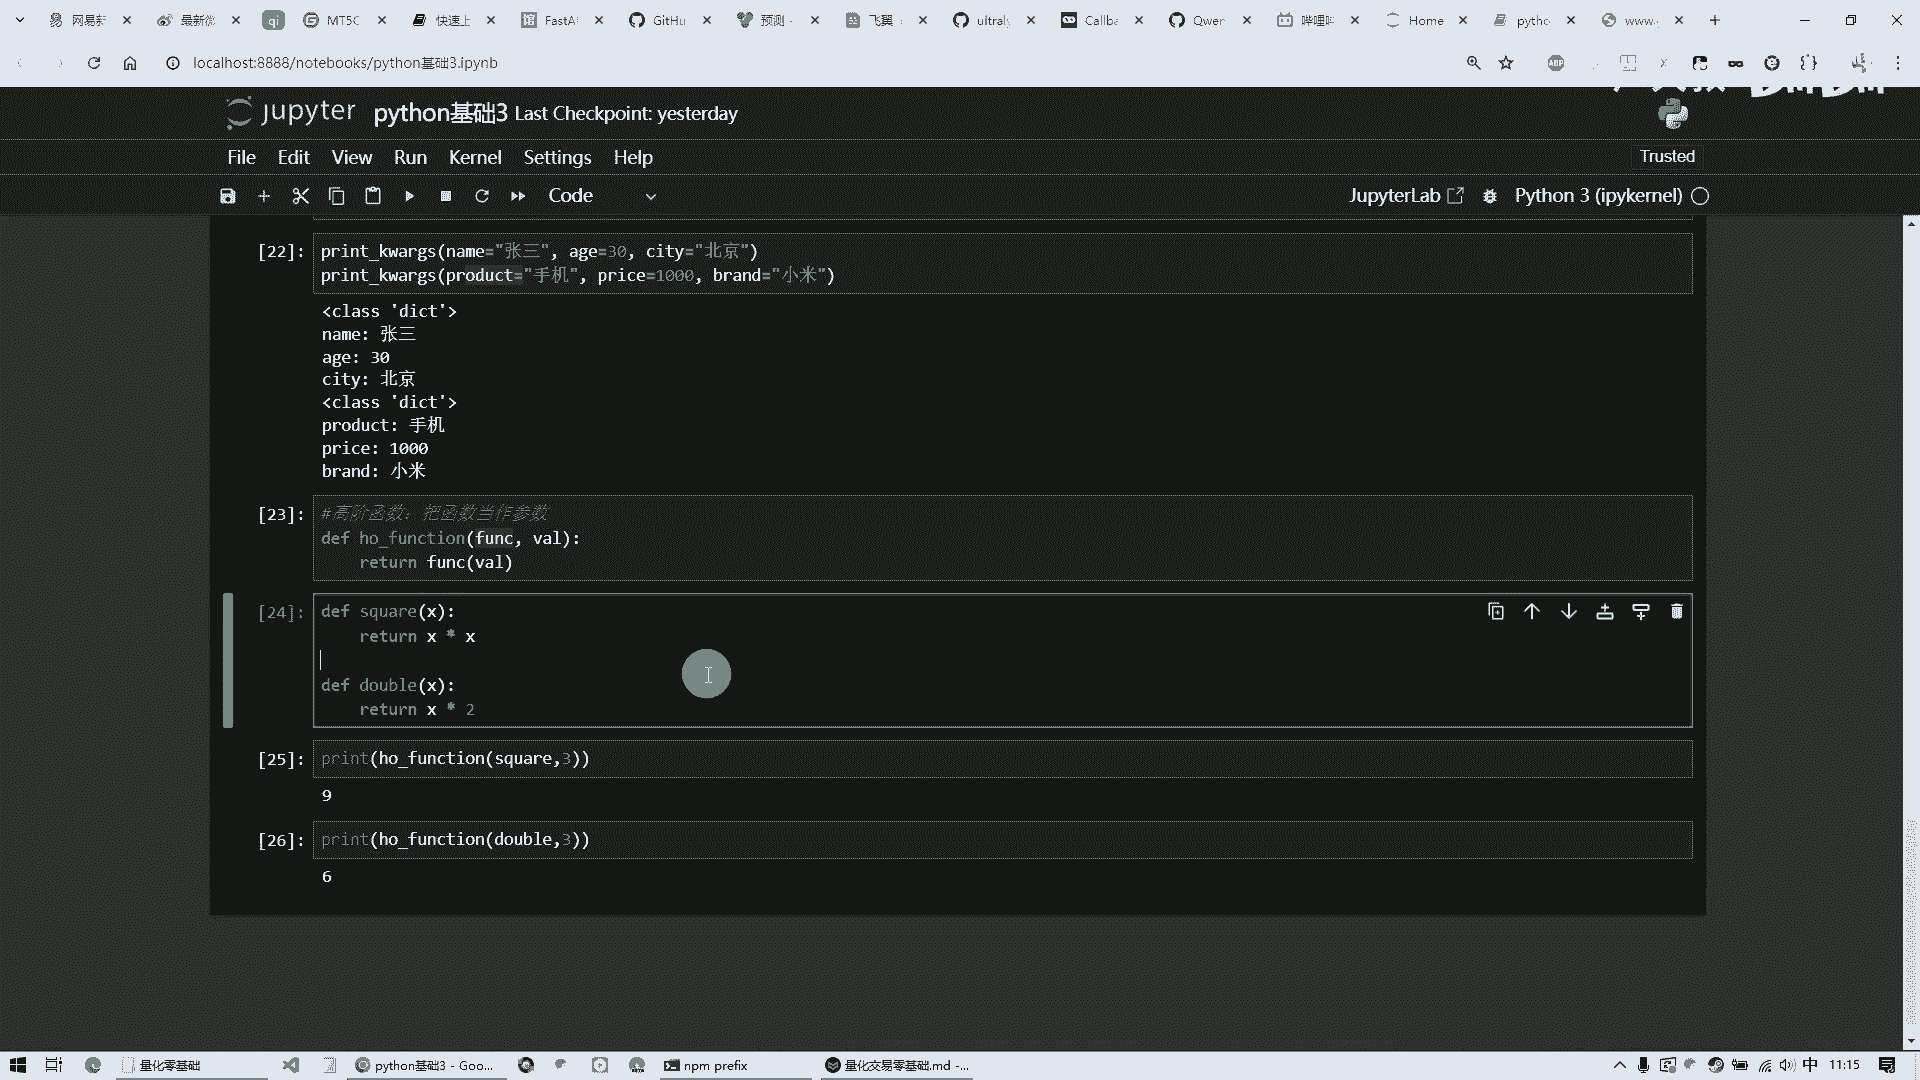 网易新
最新微
qi
MT5C
快速上
FastA
GitHu
预测 -
飞翼
ultral
Callba
Qwer
哔哩哔
Home
pytho
www.
localhost:8888/notebooks/python基础3.ipynb
ABP
jupyter python基础3 Last Checkpoint: yesterday
File Edit View Run Kernel Settings Help
Trusted
Code
JupyterLab
Python 3 (ipykernel)
[22]:
print_kwargs(name="张三", age=30, city="北京")
print_kwargs(product="手机", price=1000, brand="小米")
<class 'dict'>
name: 张三
age: 30
city: 北京
<class 'dict'>
product: 手机
price: 1000
brand: 小米
[23]:
#高阶函数：把函数当作参数
def ho_function(func, val):
    return func(val)
[24]:
def square(x):
    return x * x
def double(x):
    return x * 2
[25]:
print(ho_function(square,3))
9
[26]:
print(ho_function(double,3))
6
量化零基础
python基础3 - Goo...
npm prefix
量化交易零基础.md -...
中
11:15